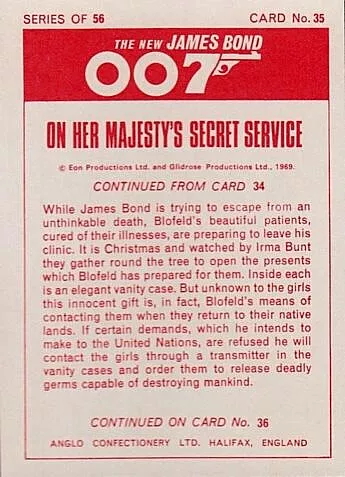 SERIES OF 56 CARD No. 35
THE NEW JAMES BOND
007
ON HER MAJESTY'S SECRET SERVICE
© Eon Productions Ltd. and Glidrose Productions Ltd., 1969.
CONTINUED FROM CARD 34
While James Bond is trying to escape from an
unthinkable death, Blofeld's beautiful patients,
cured of their illnesses, are preparing to leave his
clinic. It is Christmas and watched by Irma Bunt
they gather round the tree to open the presents
which Blofeld has prepared for them. Inside each
is an elegant vanity case. But unknown to the girls
this innocent gift is, in fact, Blofeld's means of
contacting them when they return to their native
lands. If certain demands, which he intends to
make to the United Nations, are refused he will
contact the girls through a transmitter in the
vanity cases and order them to release deadly
germs capable of destroying mankind.
CONTINUED ON CARD No. 36
ANGLO CONFECTIONERY LTD. HALIFAX, ENGLAND